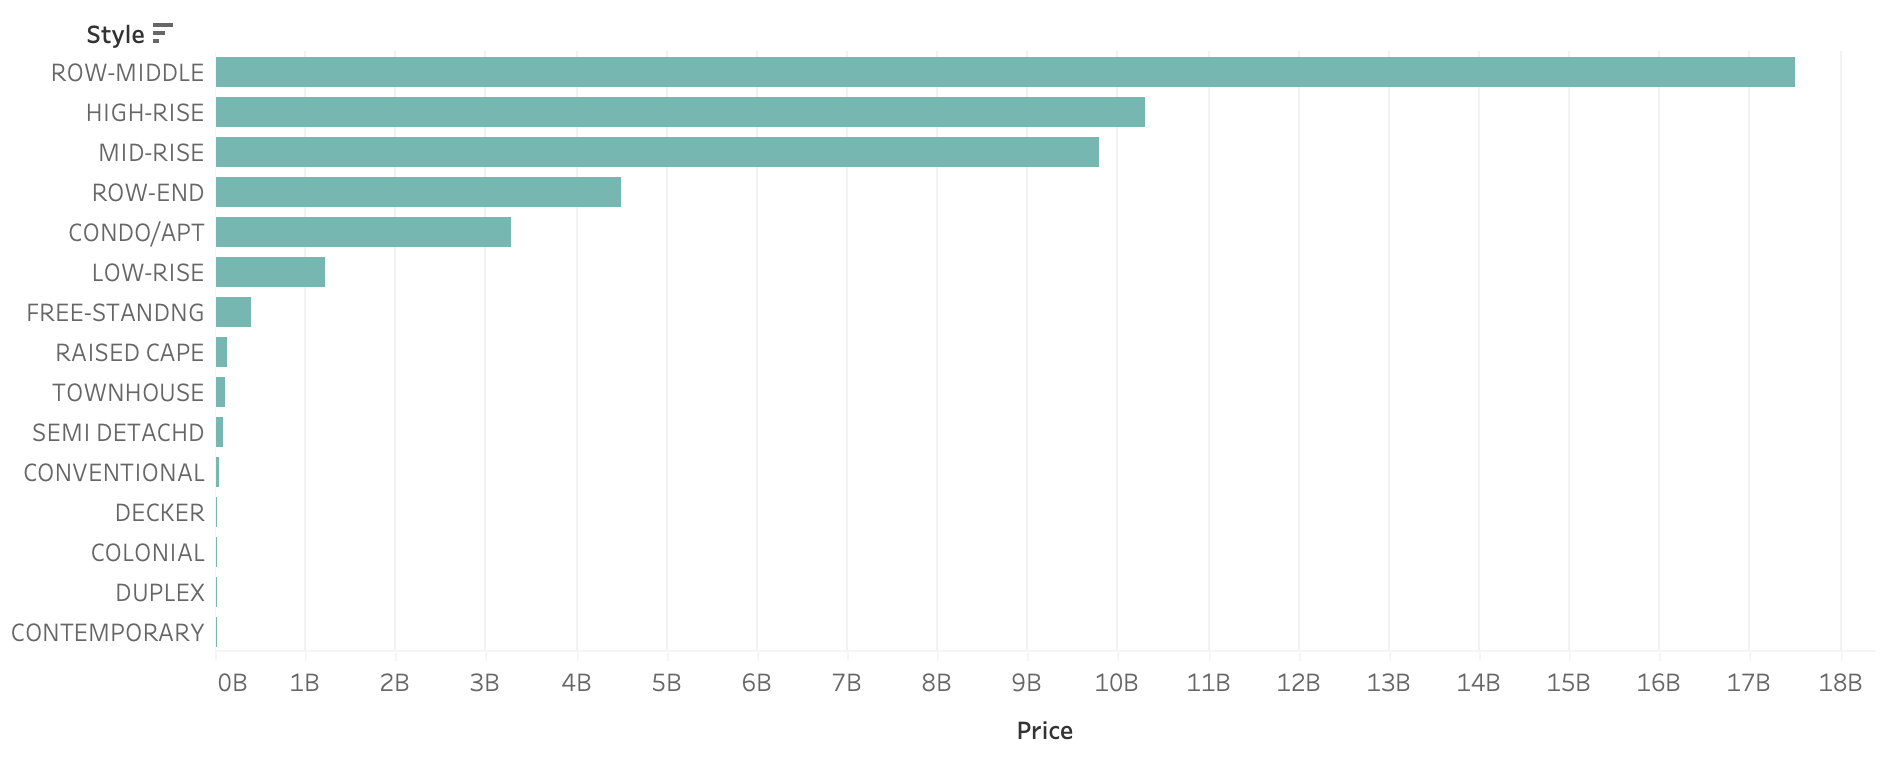 Style
ROW-MIDDLE
HIGH-RISE
MID-RISE
ROW-END
CONDO/APT
LOW-RISE
FREE-STANDNG
RAISED CAPE
TOWNHOUSE
SEMI DETACHD
CONVENTIONAL
DECKER
COLONIAL
DUPLEX
CONTEMPORARY
0B 1B 2B 3B 4B 5B 6B 7B 8B 9B 10B 11B 12B 13B 14B 15B 16B 17B 18B
Price